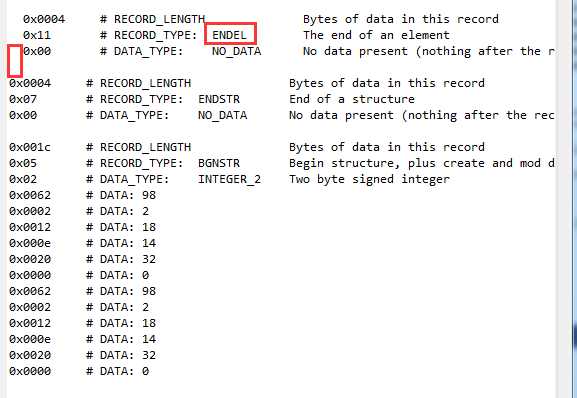 0x0004 # RECORD_LENGTH Bytes of data in this record
0x11 # RECORD_TYPE: ENDEL The end of an element
0x00 # DATA_TYPE: NO_DATA No data present (nothing after the r
0x0004 # RECORD_LENGTH Bytes of data in this record
0x07 # RECORD_TYPE: ENDSTR End of a structure
0x00 # DATA_TYPE: NO_DATA No data present (nothing after the rec
0x001c # RECORD_LENGTH Bytes of data in this record
0x05 # RECORD_TYPE: BGNSTR Begin structure, plus create and mod d
0x02 # DATA_TYPE: INTEGER_2 Two byte signed integer
0x0062 # DATA: 98
0x0002 # DATA: 2
0x0012 # DATA: 18
0x000e # DATA: 14
0x0020 # DATA: 32
0x0000 # DATA: 0
0x0062 # DATA: 98
0x0002 # DATA: 2
0x0012 # DATA: 18
0x000e # DATA: 14
0x0020 # DATA: 32
0x0000 # DATA: 0